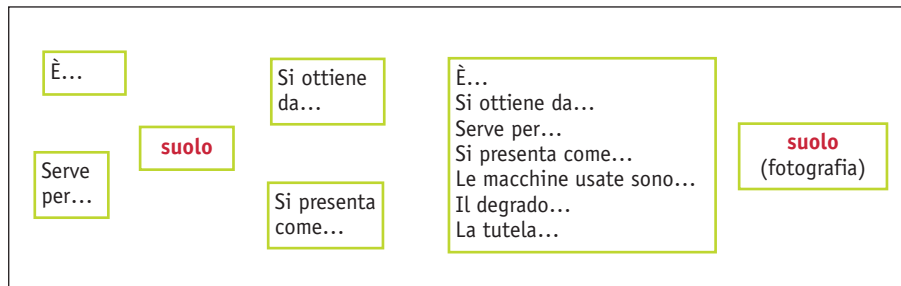 È...
Serve
per...
suolo
Si ottiene
da...
Si presenta
come...
È...
Si ottiene da...
Serve per...
Si presenta come...
Le macchine usate sono...
Il degrado...
La tutela...
suolo
(fotografia)